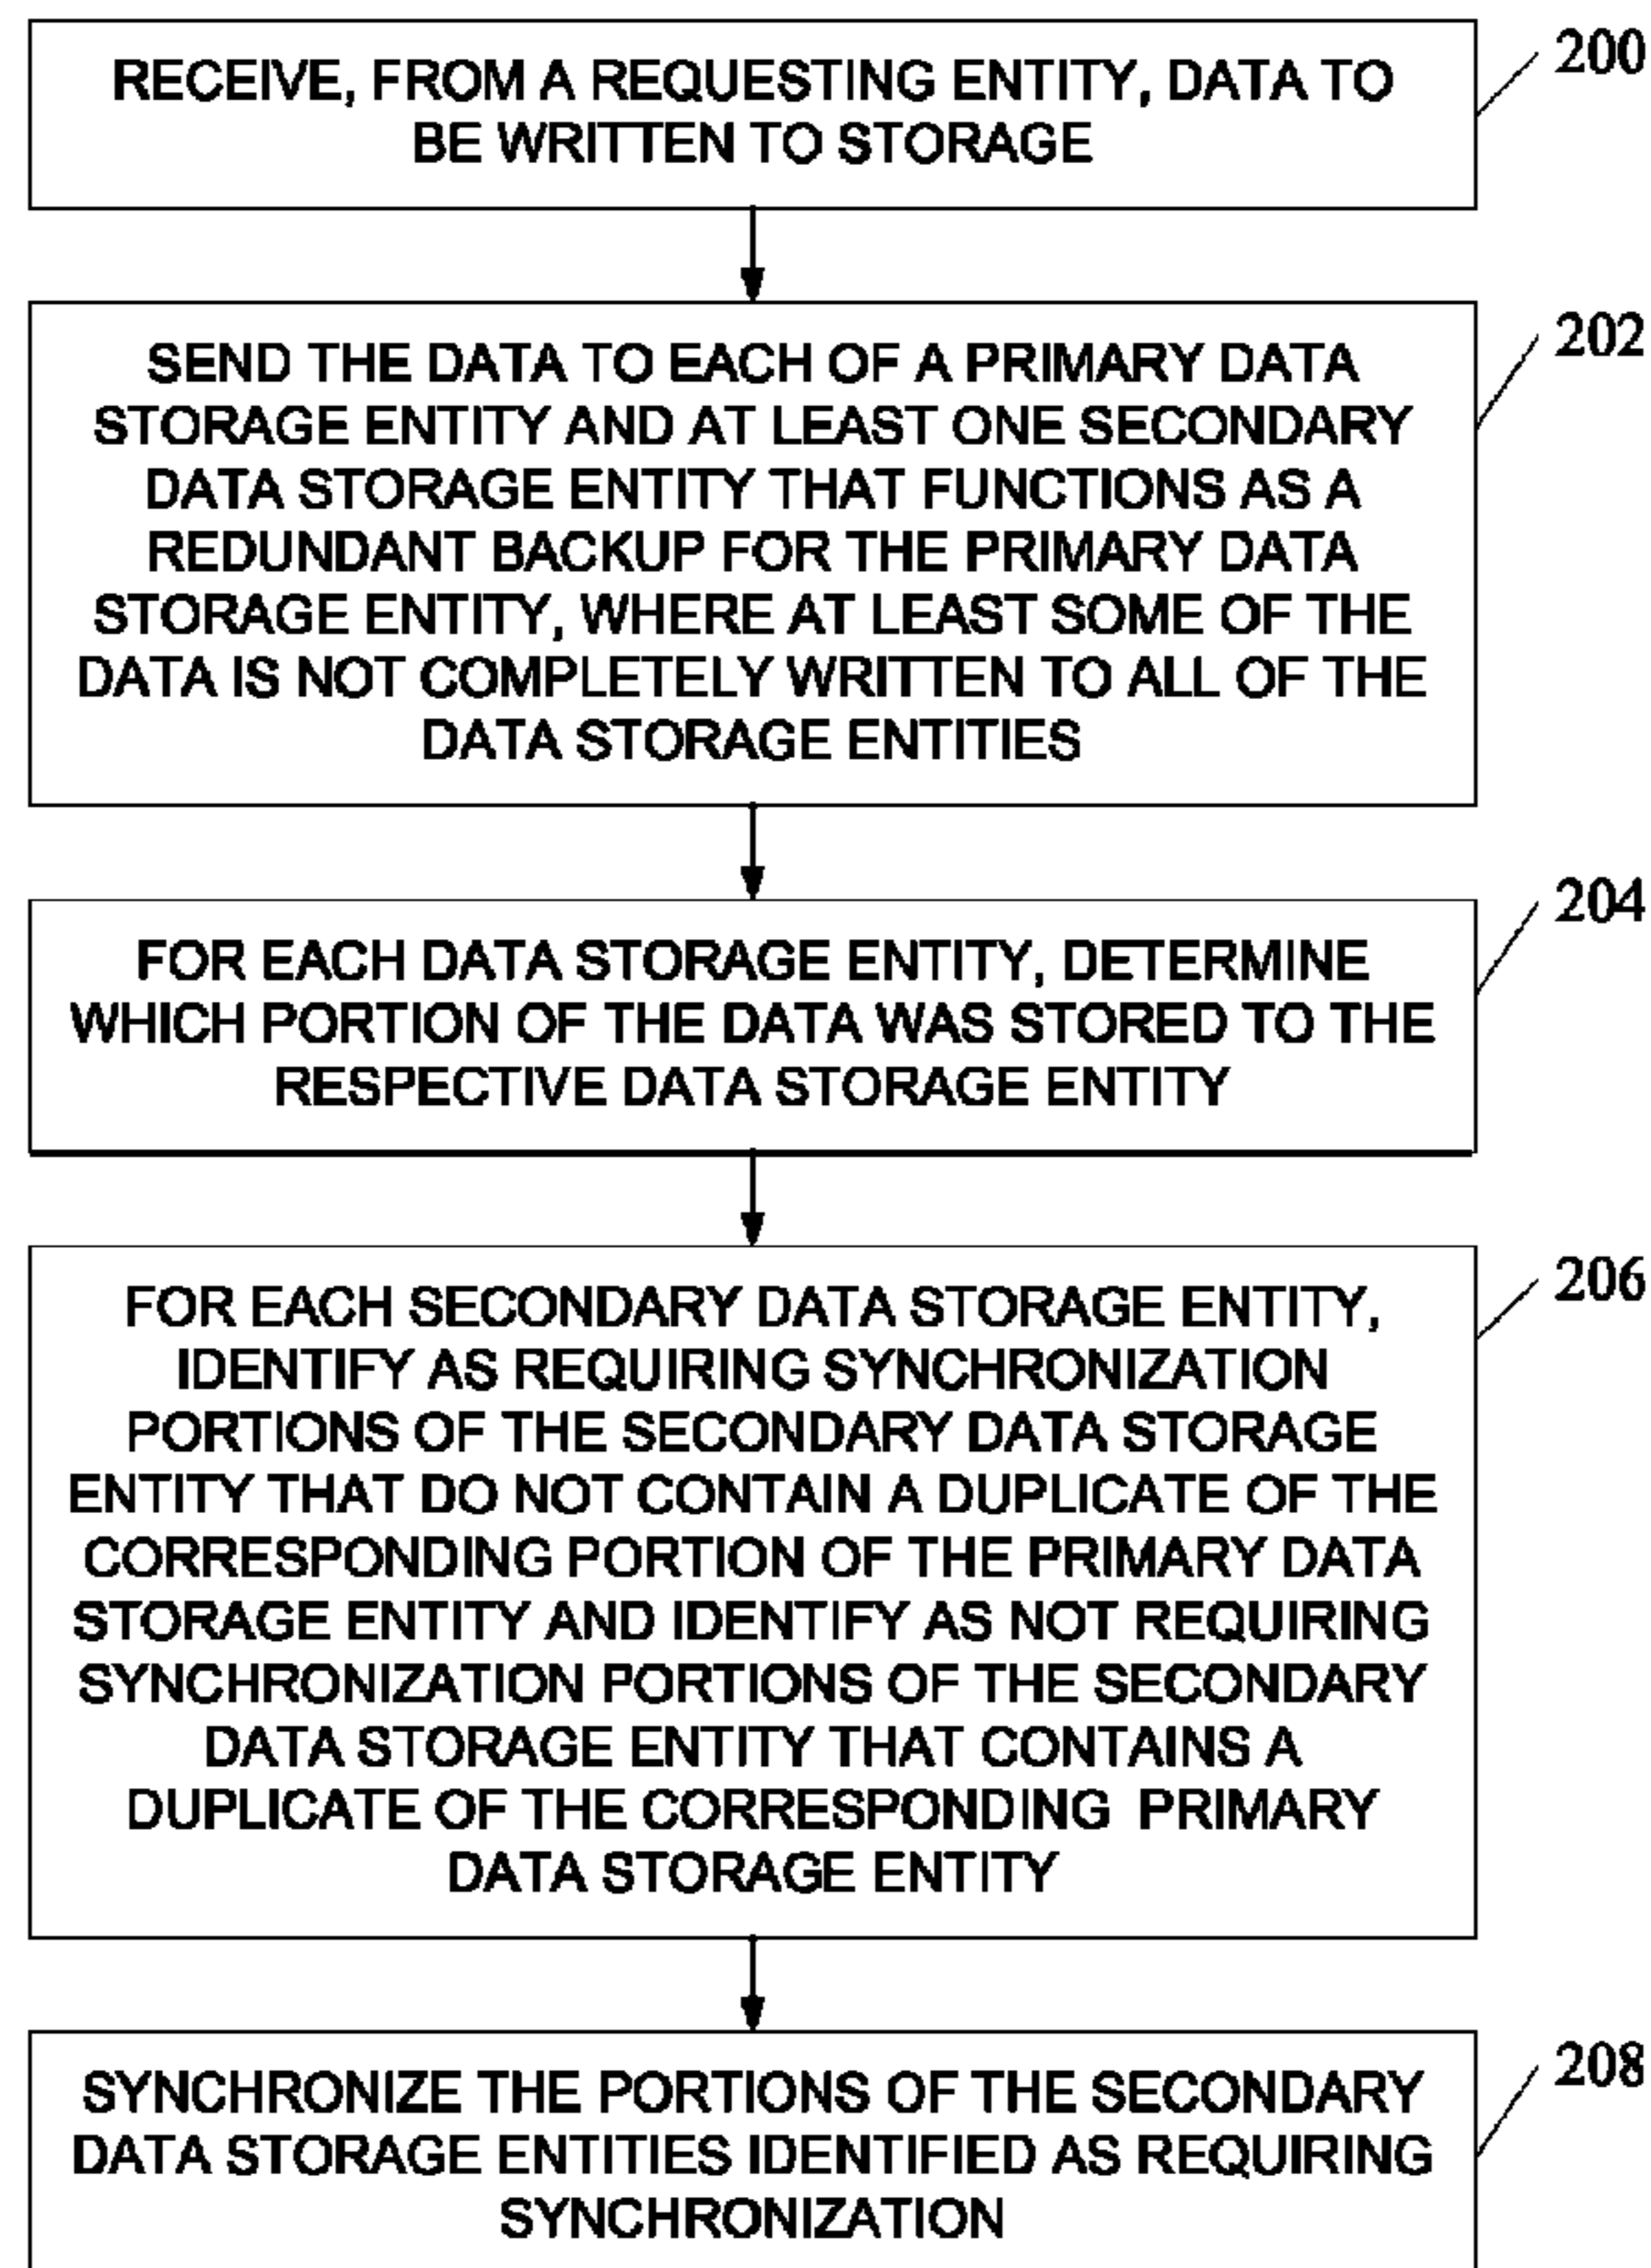 200
RECEIVE, FROM A REQUESTING ENTITY, DATA TO
BE WRITTEN TO STORAGE
202
SEND THE DATA TO EACH OF A PRIMARY DATA
STORAGE ENTITY AND AT LEAST ONE SECONDARY
DATA STORAGE ENTITY THAT FUNCTIONS AS A
REDUNDANT BACKUP FOR THE PRIMARY DATA
STORAGE ENTITY, WHERE AT LEAST SOME OF THE
DATA IS NOT COMPLETELY WRITTEN TO ALL OF THE
DATA STORAGE ENTITIES
204
FOR EACH DATA STORAGE ENTITY, DETERMINE
WHICH PORTION OF THE DATA WAS STORED TO THE
RESPECTIVE DATA STORAGE ENTITY
206
FOR EACH SECONDARY DATA STORAGE ENTITY,
IDENTIFY AS REQUIRING SYNCHRONIZATION
PORTIONS OF THE SECONDARY DATA STORAGE
ENTITY THAT DO NOT CONTAIN A DUPLICATE OF THE
CORRESPONDING PORTION OF THE PRIMARY DATA
STORAGE ENTITY AND IDENTIFY AS NOT REQUIRING
SYNCHRONIZATION PORTIONS OF THE SECONDARY
DATA STORAGE ENTITY THAT CONTAINS A
DUPLICATE OF THE CORRESPONDING PRIMARY
DATA STORAGE ENTITY
208
SYNCHRONIZE THE PORTIONS OF THE SECONDARY
DATA STORAGE ENTITIES IDENTIFIED AS REQUIRING
SYNCHRONIZATION